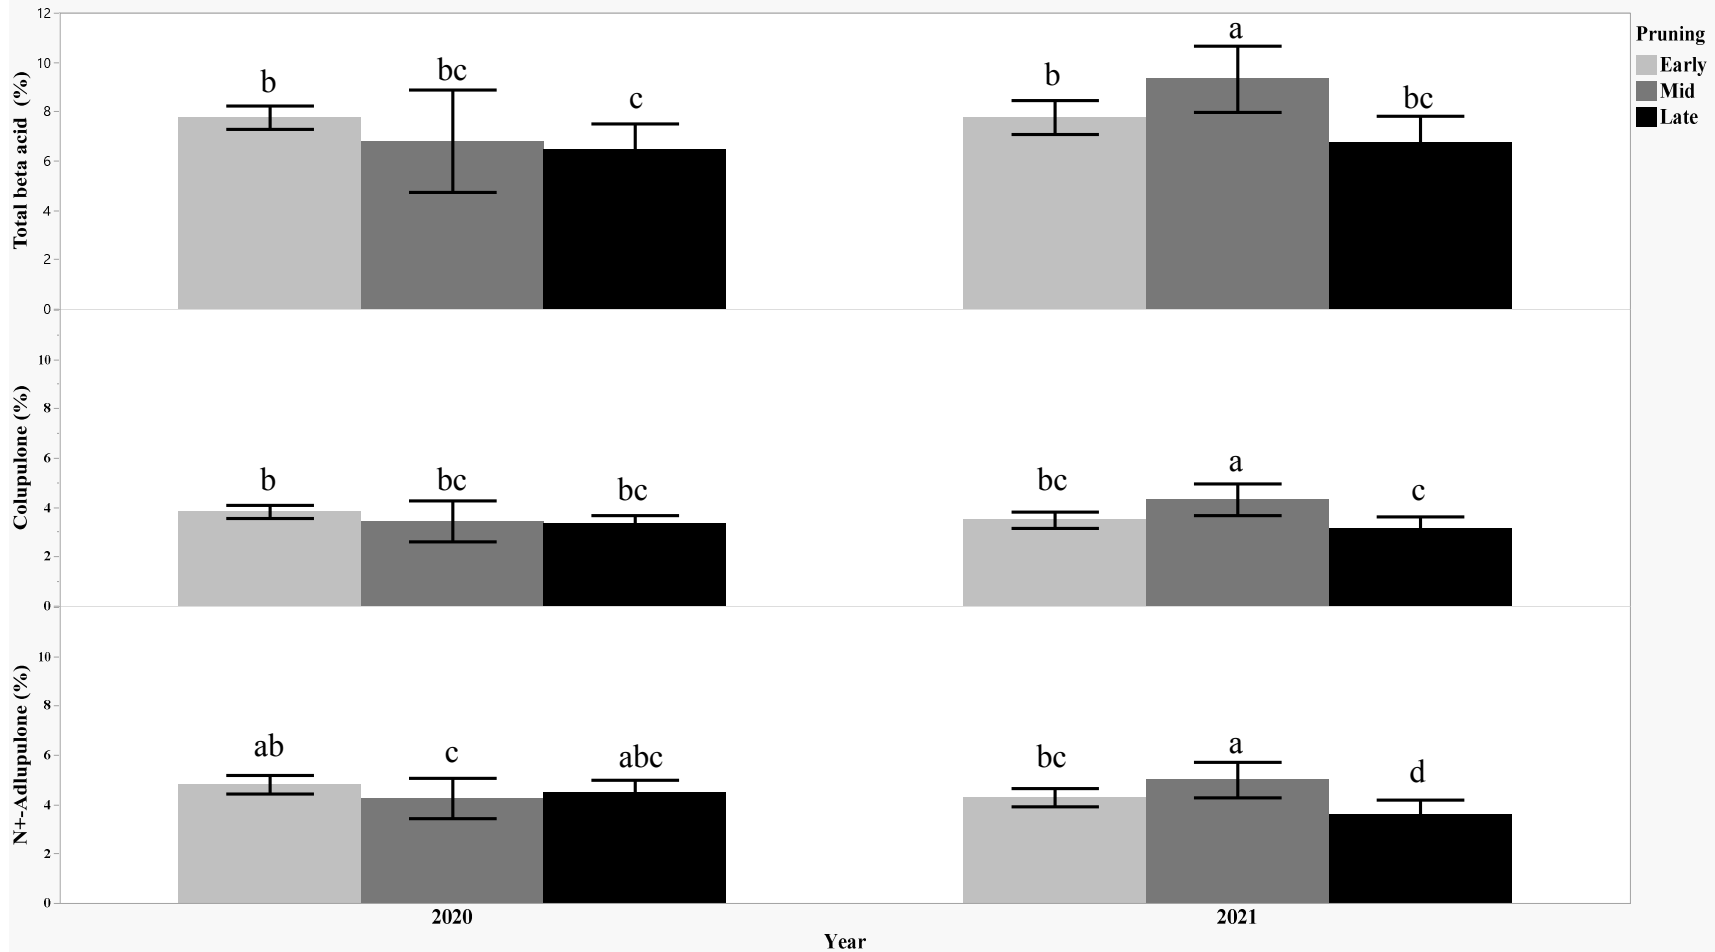 Pruning
Early
Mid
Late
Total beta acid (%)
12
10
8
6
4
2
0
b
bc
c
b
a
bc
Colupulone (%)
10
8
6
4
2
0
b
bc
bc
bc
a
c
N+-Adlupulone (%)
10
8
6
4
2
0
ab
c
abc
bc
a
d
2020
2021
Year